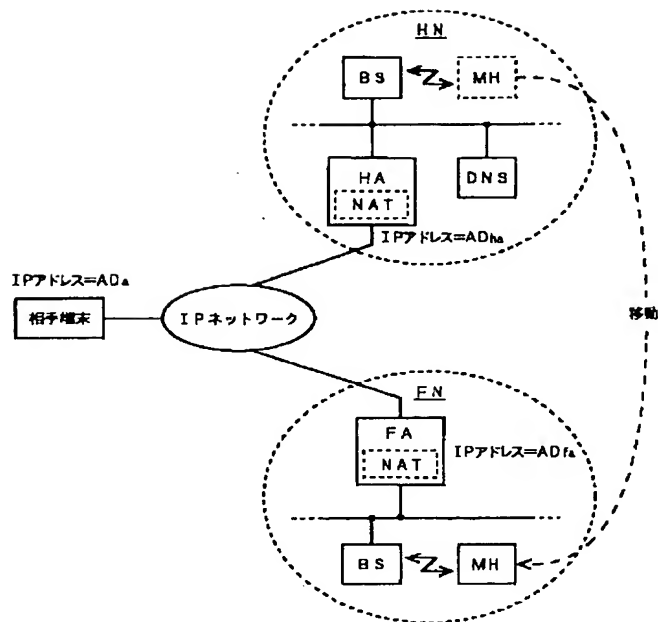 HN
BS
MH
HA
NAT
DNS
IPアドレス=ADha
IPアドレス=ADa
相手端末
IPネットワーク
移動
FN
FA
NAT
IPアドレス=ADfa
BS
MH